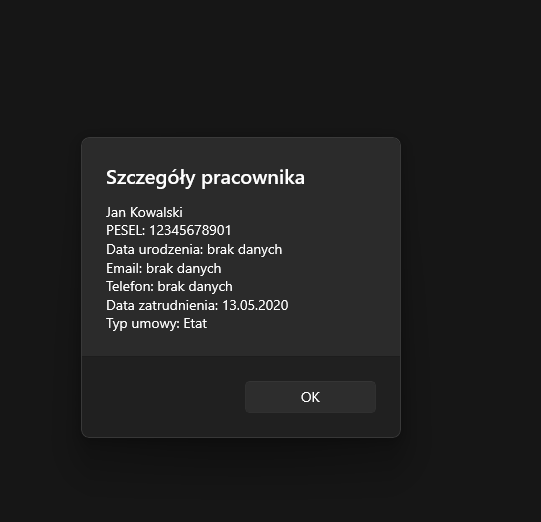 Szczegóły pracownika
Jan Kowalski
PESEL: 12345678901
Data urodzenia: brak danych
Email: brak danych
Telefon: brak danych
Data zatrudnienia: 13.05.2020
Typ umowy: Etat
OK